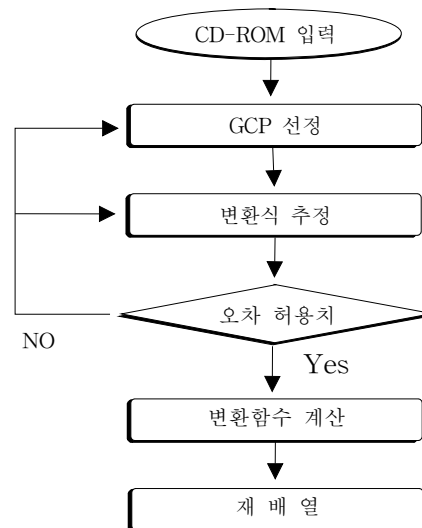 CD-ROM 입력
GCP 선정
변환식 추정
오차 허용치
NO
Yes
변환함수 계산
재 배 열